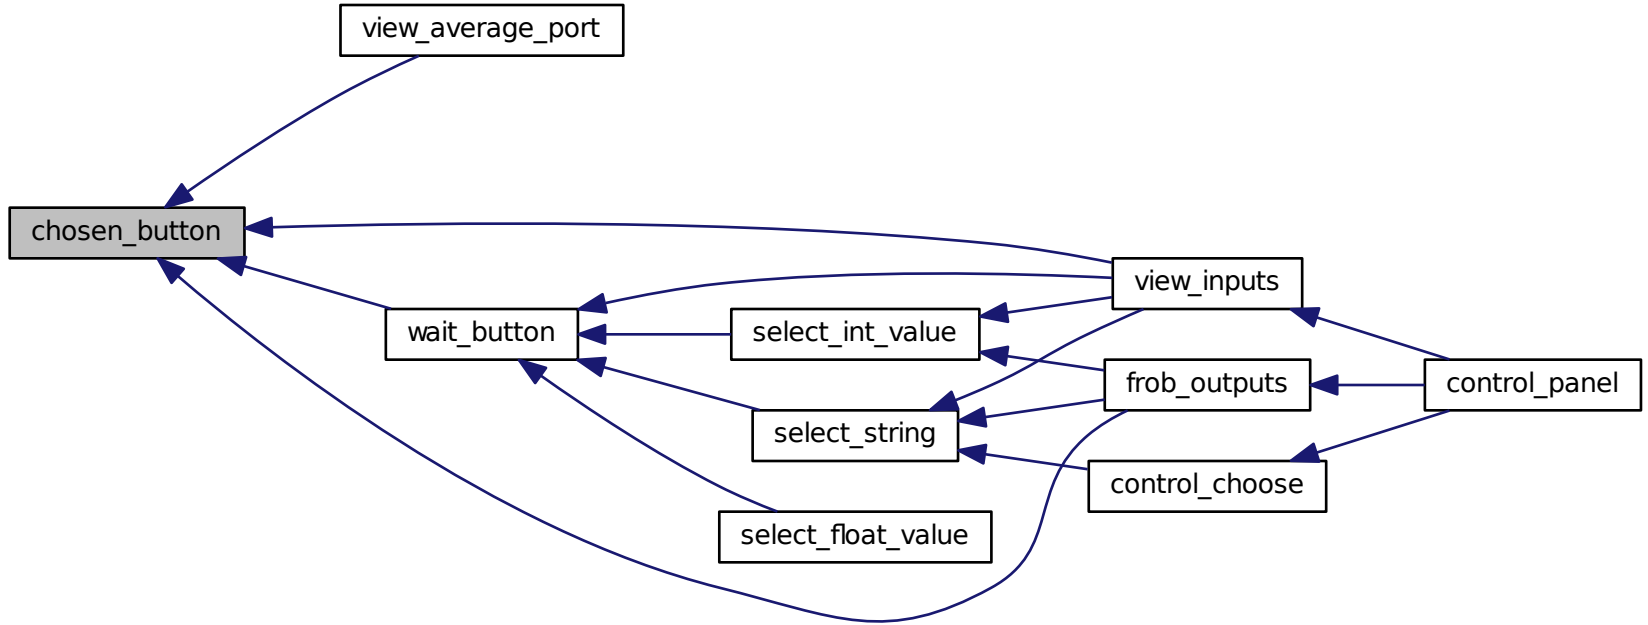 view_average_port
chosen_button
view_inputs
wait_button
select_int_value
frob_outputs
control_panel
select_string
control_choose
select_float_value